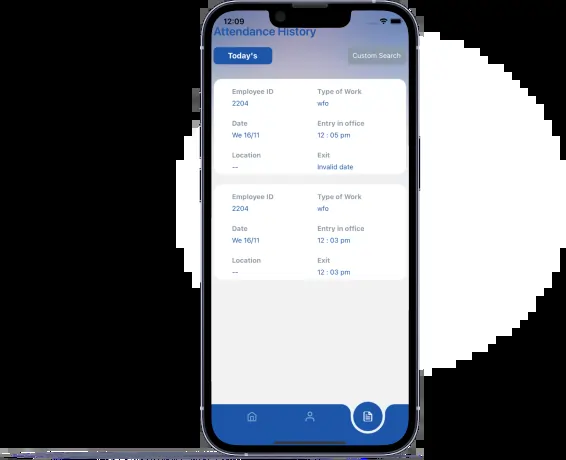 12:09
Attendance History
Today's Custom Search
Employee ID Type of Work
2204 wfo
Date Entry in office
We 16/11 12 : 05 pm
Location Exit
-- Invalid date
Employee ID Type of Work
2204 wfo
Date Entry in office
We 16/11 12 : 03 pm
Location Exit
-- 12 : 03 pm